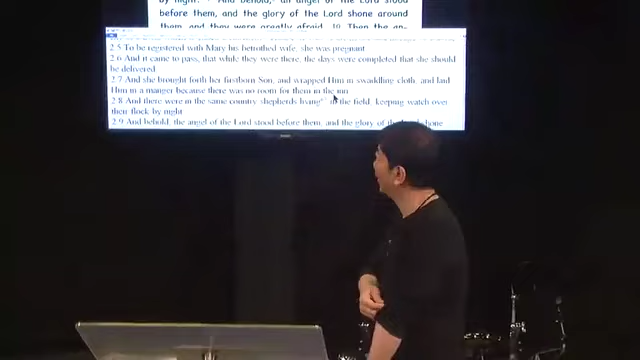 by night. 9 And behold, an angel of the Lord stood
before them, and the glory of the Lord shone around
them, and they were greatly afraid. 10 Then the an-
2:5 To be registered with Mary his betrothed wife, she was pregnant
2:6 And it came to pass, that while they were there, the days were completed that she should
be delivered
2:7 And she brought forth her firstborn Son, and wrapped Him in swaddling cloth, and laid
Him in a manger because there was no room for them in the inn
2:8 And there were in the same country shepherds living in the field, keeping watch over
their flock by night
2:9 And behold, the angel of the Lord stood before them, and the glory of the shone